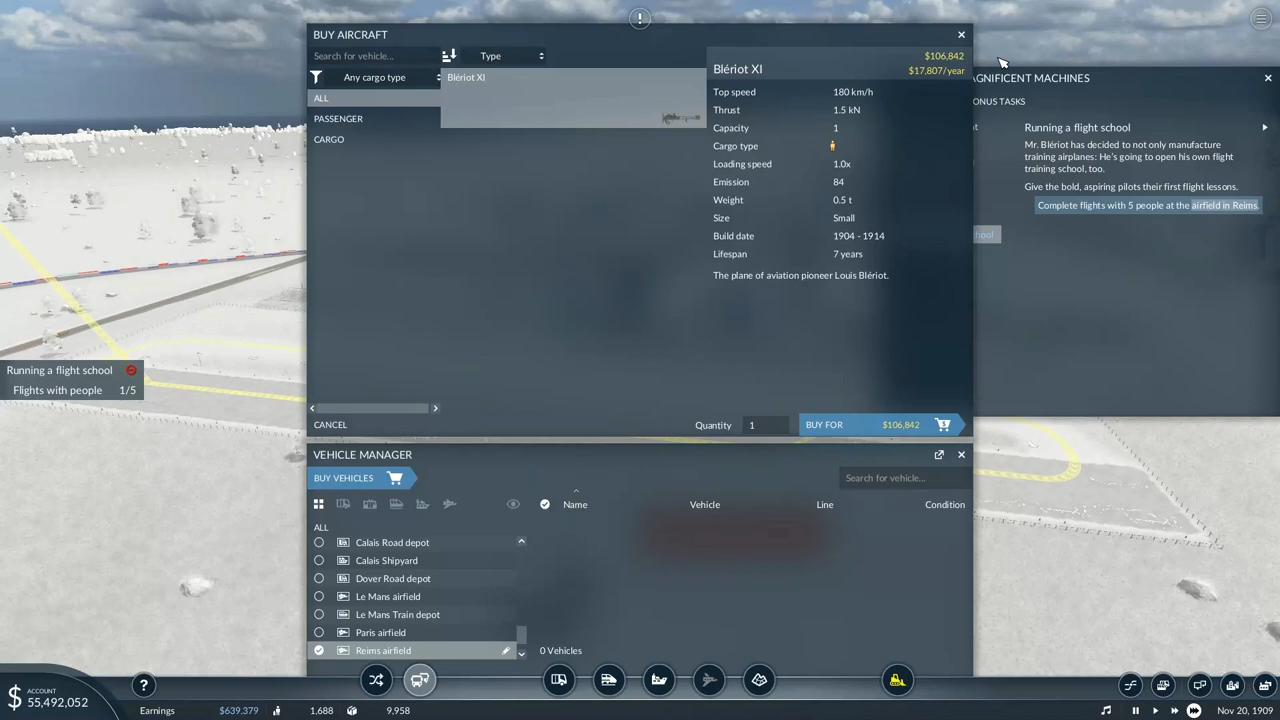 BUY AIRCRAFT
Search for vehicle...
Type
$106,842
Blériot XI
$17,807/year
Any cargo type
Blériot XI
ALL
PASSENGER
CARGO
Top speed 180 km/h
Thrust 1.5 kN
Capacity 1
Cargo type
Loading speed 1.0x
Emission 84
Weight 0.5 t
Size Small
Build date 1904 - 1914
Lifespan 7 years
The plane of aviation pioneer Louis Blériot.
CANCEL
Quantity 1
BUY FOR $106,842
AGNIFICENT MACHINES
ONUS TASKS
Running a flight school
Mr. Blériot has decided to not only manufacture
training airplanes: He's going to open his own flight
training school, too.
Give the bold, aspiring pilots their first flight lessons.
Complete flights with 5 people at the airfield in Reims.
hool
Running a flight school
Flights with people 1/5
VEHICLE MANAGER
BUY VEHICLES
Search for vehicle...
Name Vehicle Line Condition
ALL
Calais Road depot
Calais Shipyard
Dover Road depot
Le Mans airfield
Le Mans Train depot
Paris airfield
Reims airfield
0 Vehicles
$ ACCOUNT
55,492,052
?
Earnings $639,379 1,688 9,958
Nov 20, 1909